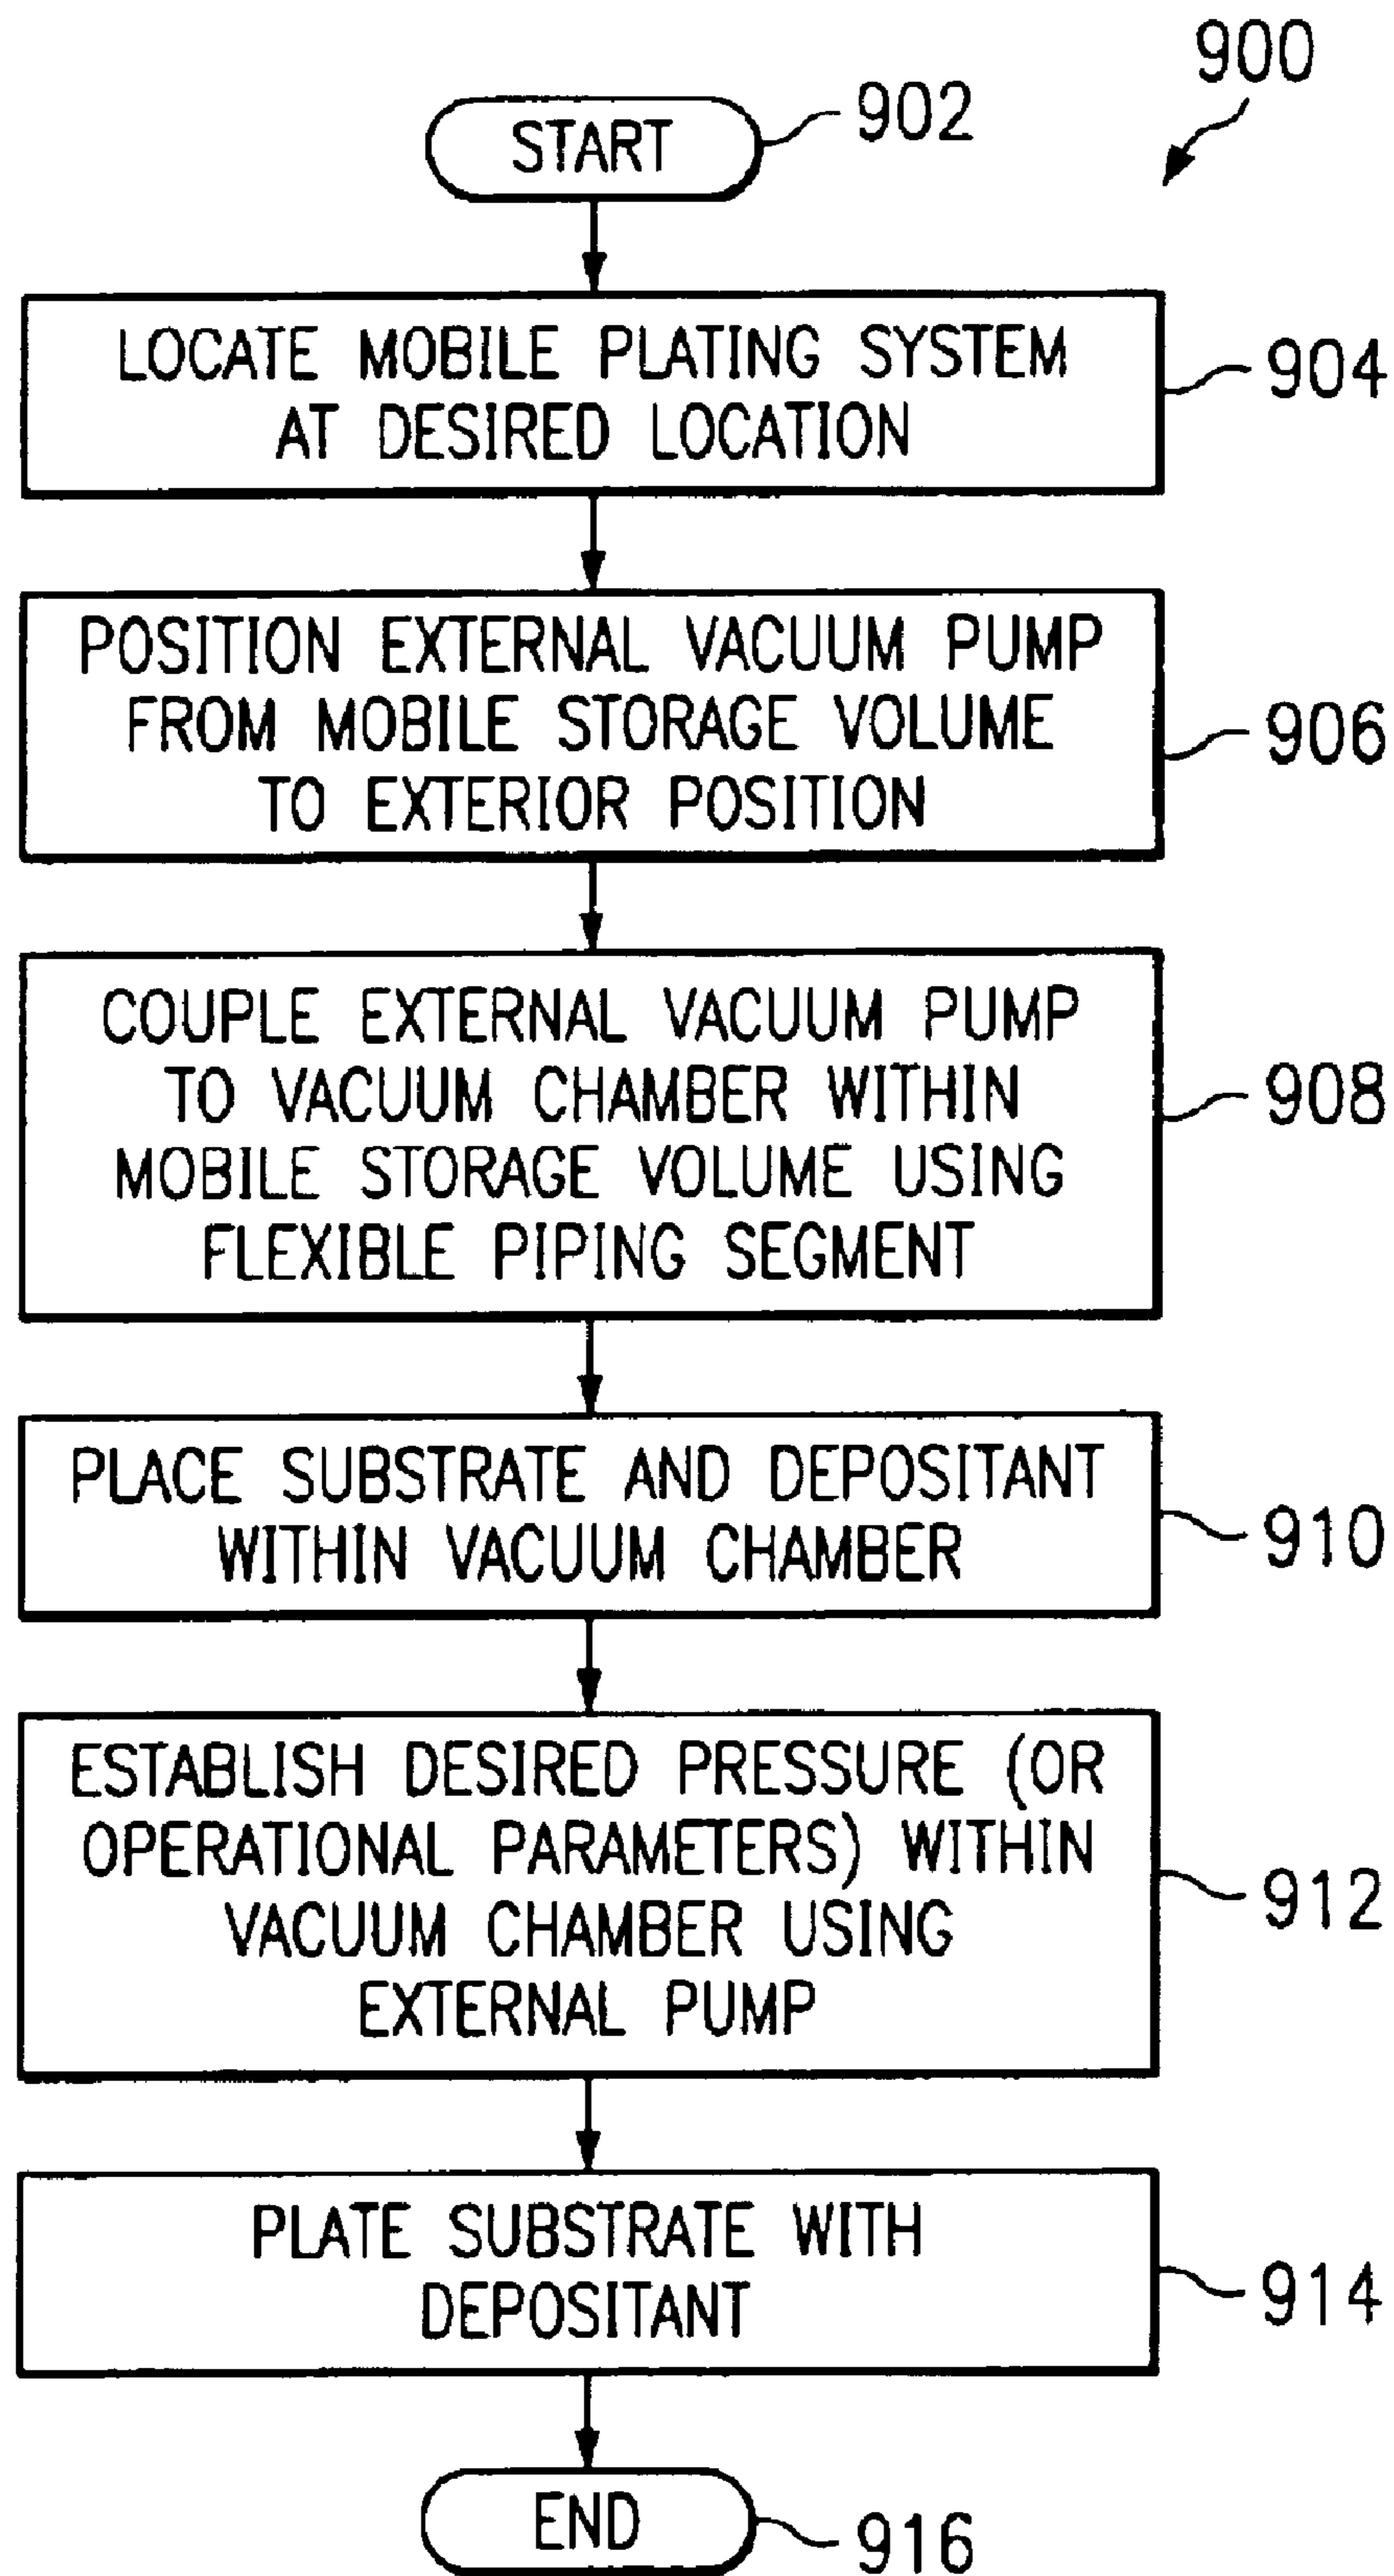 900
START
902
LOCATE MOBILE PLATING SYSTEM
AT DESIRED LOCATION
904
POSITION EXTERNAL VACUUM PUMP
FROM MOBILE STORAGE VOLUME
TO EXTERIOR POSITION
906
COUPLE EXTERNAL VACUUM PUMP
TO VACUUM CHAMBER WITHIN
MOBILE STORAGE VOLUME USING
FLEXIBLE PIPING SEGMENT
908
PLACE SUBSTRATE AND DEPOSITANT
WITHIN VACUUM CHAMBER
910
ESTABLISH DESIRED PRESSURE (OR
OPERATIONAL PARAMETERS) WITHIN
VACUUM CHAMBER USING
EXTERNAL PUMP
912
PLATE SUBSTRATE WITH
DEPOSITANT
914
END
916